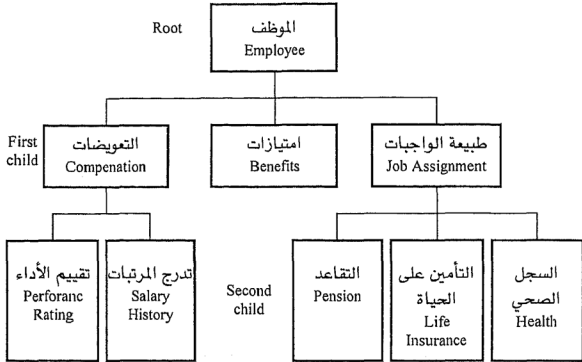 Root
الموظف
Employee
First
child
التعويضات
Compenation
امتيازات
Benefits
طبيعة الواجبات
Job Assignment
تقييم الأداء
Perforanc
Rating
تدرج المرتبات
Salary
History
Second
child
التقاعد
Pension
التأمين على
الحياة
Life
Insurance
السجل
الصحي
Health